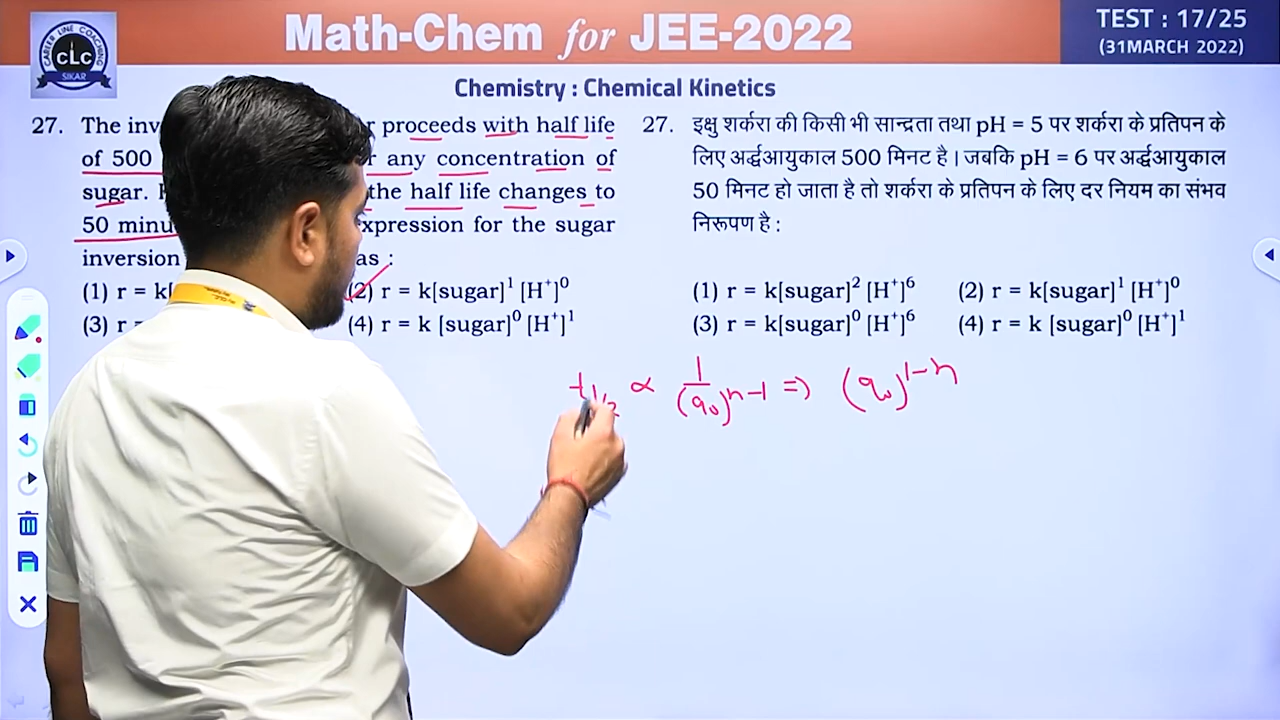 Math-Chem for JEE-2022
TEST : 17/25
(31MARCH 2022)
CAREER LINE COACHING
CLC
SIKAR
Chemistry : Chemical Kinetics
27. The proceeds with half life
of 500 any concentration of
sugar. the half life changes to
50 expression for the sugar
inversion as :
(1) r = (2) r = k[sugar]¹ [H⁺]⁰
(3) r (4) r = k [sugar]⁰ [H⁺]¹
27. इक्षु शर्करा की किसी भी सान्द्रता तथा pH = 5 पर शर्करा के प्रतिपन के
लिए अर्द्धआयुकाल 500 मिनट है। जबकि pH = 6 पर अर्द्धआयुकाल
50 मिनट हो जाता है तो शर्करा के प्रतिपन के लिए दर नियम का संभव
निरूपण है :
(1) r = k[sugar]² [H⁺]⁶ (2) r = k[sugar]¹ [H⁺]⁰
(3) r = k[sugar]⁰ [H⁺]⁶ (4) r = k [sugar]⁰ [H⁺]¹
t1/2 ∝ 1/(a₀)ⁿ⁻¹ ⇒ (a₀)¹⁻ⁿ